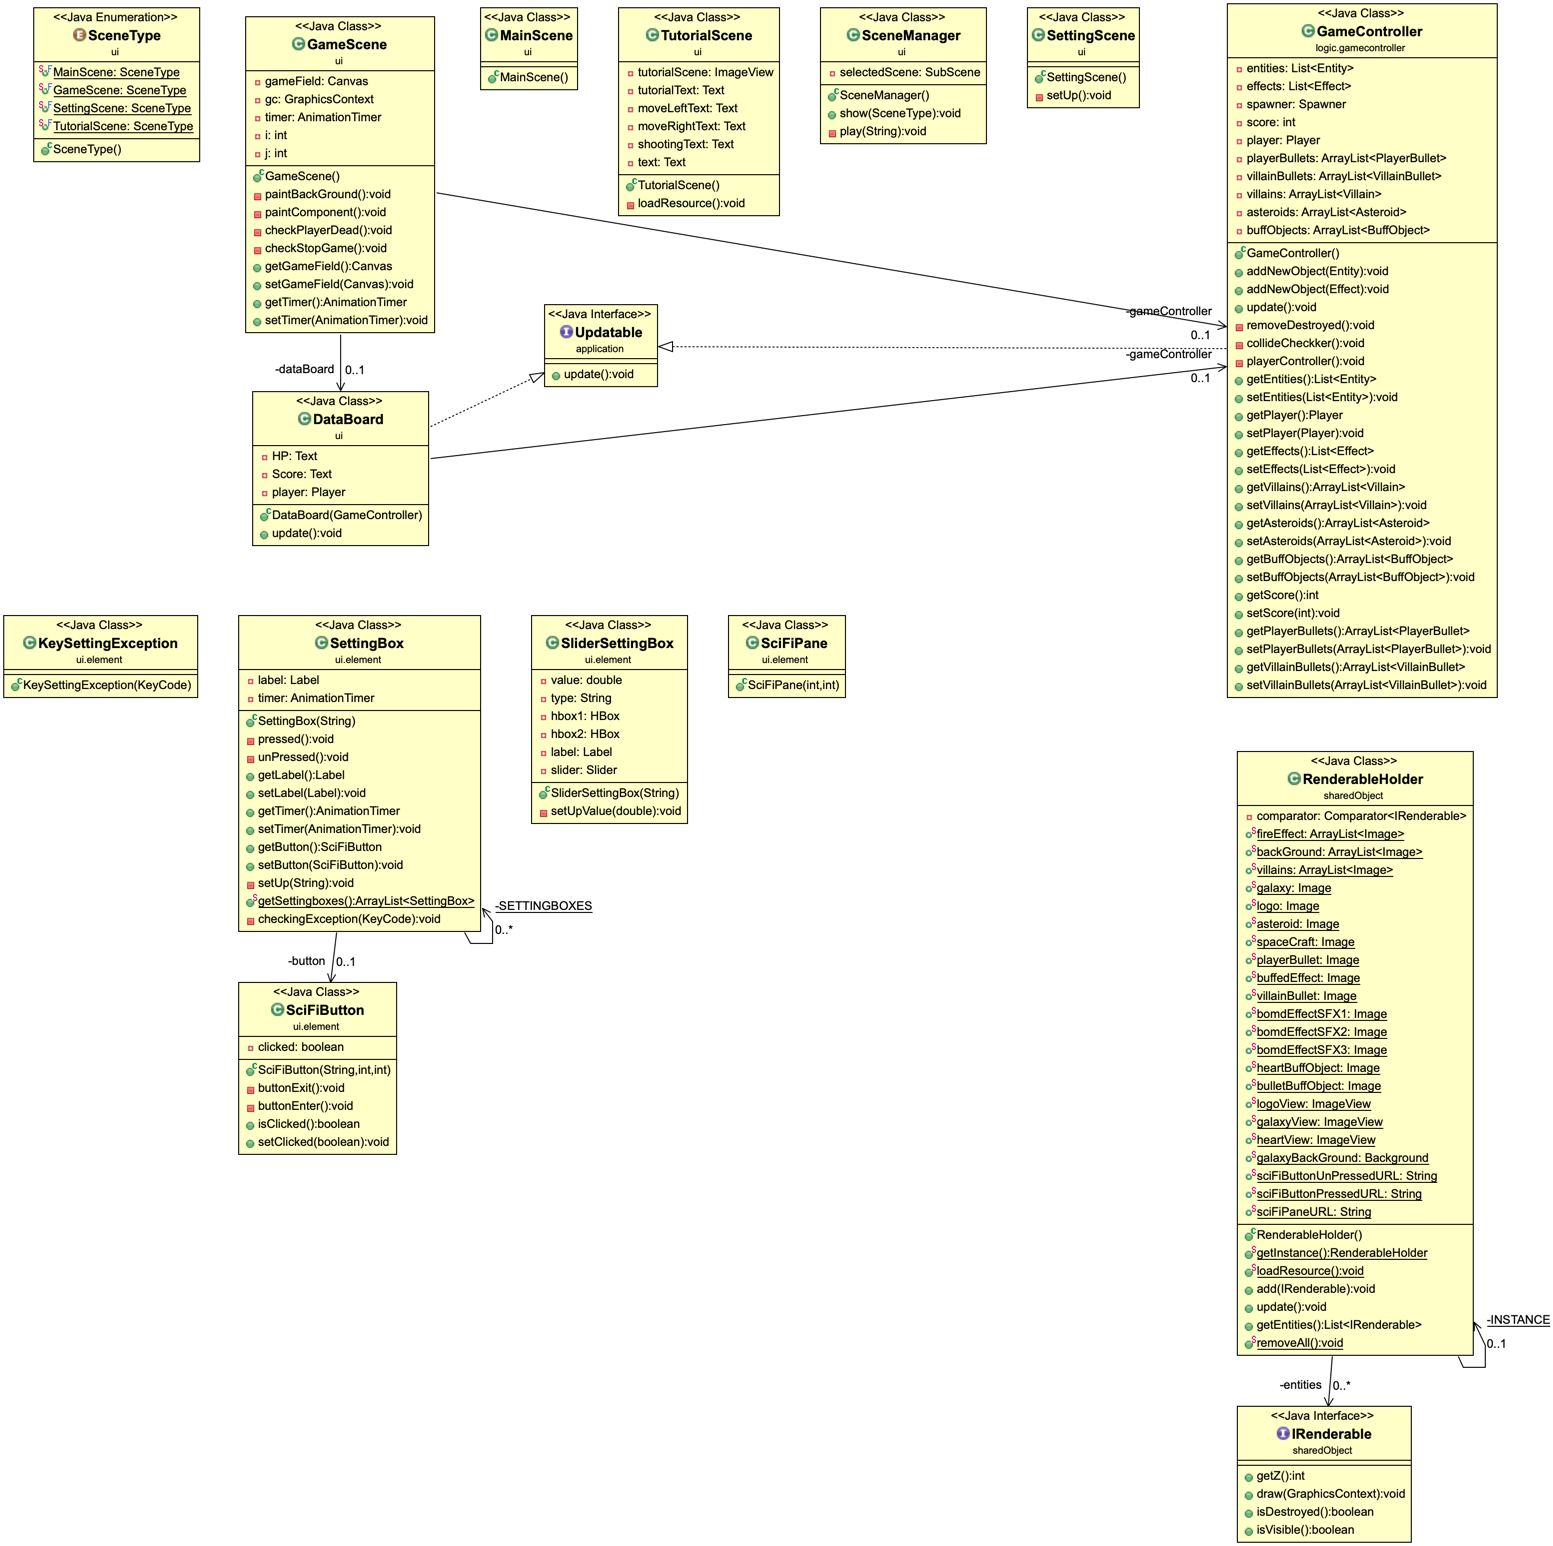 <<Java Enumeration>>
SceneType
ui
MainScene: SceneType
GameScene: SceneType
SettingScene: SceneType
TutorialScene: SceneType
SceneType()
<<Java Class>>
GameScene
ui
gameField: Canvas
gc: GraphicsContext
timer: AnimationTimer
i: int
j: int
GameScene()
paintBackGround():void
paintComponent():void
checkPlayerDead():void
checkStopGame():void
getGameField():Canvas
setGameField(Canvas):void
getTimer():AnimationTimer
setTimer(AnimationTimer):void
<<Java Class>>
MainScene
ui
MainScene()
<<Java Class>>
TutorialScene
ui
tutorialScene: ImageView
tutorialText: Text
moveLeftText: Text
moveRightText: Text
shootingText: Text
text: Text
TutorialScene()
loadResource():void
<<Java Class>>
SceneManager
ui
selectedScene: SubScene
SceneManager()
show(SceneType):void
play(String):void
<<Java Class>>
SettingScene
ui
SettingScene()
setUp():void
<<Java Class>>
GameController
logic.gamecontroller
entities: List<Entity>
effects: List<Effect>
spawner: Spawner
score: int
player: Player
playerBullets: ArrayList<PlayerBullet>
villainBullets: ArrayList<VillainBullet>
villains: ArrayList<Villain>
asteroids: ArrayList<Asteroid>
buffObjects: ArrayList<BuffObject>
GameController()
addNewObject(Entity):void
addNewObject(Effect):void
update():void
removeDestroyed():void
collideCheckker():void
playerController():void
getEntities():List<Entity>
setEntities(List<Entity>):void
getPlayer():Player
setPlayer(Player):void
getEffects():List<Effect>
setEffects(List<Effect>):void
getVillains():ArrayList<Villain>
setVillains(ArrayList<Villain>):void
getAsteroids():ArrayList<Asteroid>
setAsteroids(ArrayList<Asteroid>):void
getBuffObjects():ArrayList<BuffObject>
setBuffObjects(ArrayList<BuffObject>):void
getScore():int
setScore(int):void
getPlayerBullets():ArrayList<PlayerBullet>
setPlayerBullets(ArrayList<PlayerBullet>):void
getVillainBullets():ArrayList<VillainBullet>
setVillainBullets(ArrayList<VillainBullet>):void
-gameController
0..1
-gameController
0..1
<<Java Interface>>
Updatable
application
update():void
-dataBoard
0..1
<<Java Class>>
DataBoard
ui
HP: Text
Score: Text
player: Player
DataBoard(GameController)
update():void
<<Java Class>>
KeySettingException
ui.element
KeySettingException(KeyCode)
<<Java Class>>
SettingBox
ui.element
label: Label
timer: AnimationTimer
SettingBox(String)
pressed():void
unPressed():void
getLabel():Label
setLabel(Label):void
getTimer():AnimationTimer
setTimer(AnimationTimer):void
getButton():SciFiButton
setButton(SciFiButton):void
setUp(String):void
getSettingboxes():ArrayList<SettingBox>
checkingException(KeyCode):void
-SETTINGBOXES
0..*
-button
0..1
<<Java Class>>
SciFiButton
ui.element
clicked: boolean
SciFiButton(String,int,int)
buttonExit():void
buttonEnter():void
isClicked():boolean
setClicked(boolean):void
<<Java Class>>
SliderSettingBox
ui.element
value: double
type: String
hbox1: HBox
hbox2: HBox
label: Label
slider: Slider
SliderSettingBox(String)
setUpValue(double):void
<<Java Class>>
SciFiPane
ui.element
SciFiPane(int,int)
<<Java Class>>
RenderableHolder
sharedObject
comparator: Comparator<IRenderable>
fireEffect: ArrayList<Image>
backGround: ArrayList<Image>
villains: ArrayList<Image>
galaxy: Image
logo: Image
asteroid: Image
spaceCraft: Image
playerBullet: Image
buffedEffect: Image
villainBullet: Image
bomdEffectSFX1: Image
bomdEffectSFX2: Image
bomdEffectSFX3: Image
heartBuffObject: Image
bulletBuffObject: Image
logoView: ImageView
galaxyView: ImageView
heartView: ImageView
galaxyBackGround: Background
sciFiButtonUnPressedURL: String
sciFiButtonPressedURL: String
sciFiPaneURL: String
RenderableHolder()
getInstance():RenderableHolder
loadResource():void
add(IRenderable):void
update():void
getEntities():List<IRenderable>
removeAll():void
-INSTANCE
0..1
-entities
0..*
<<Java Interface>>
IRenderable
sharedObject
getZ():int
draw(GraphicsContext):void
isDestroyed():boolean
isVisible():boolean